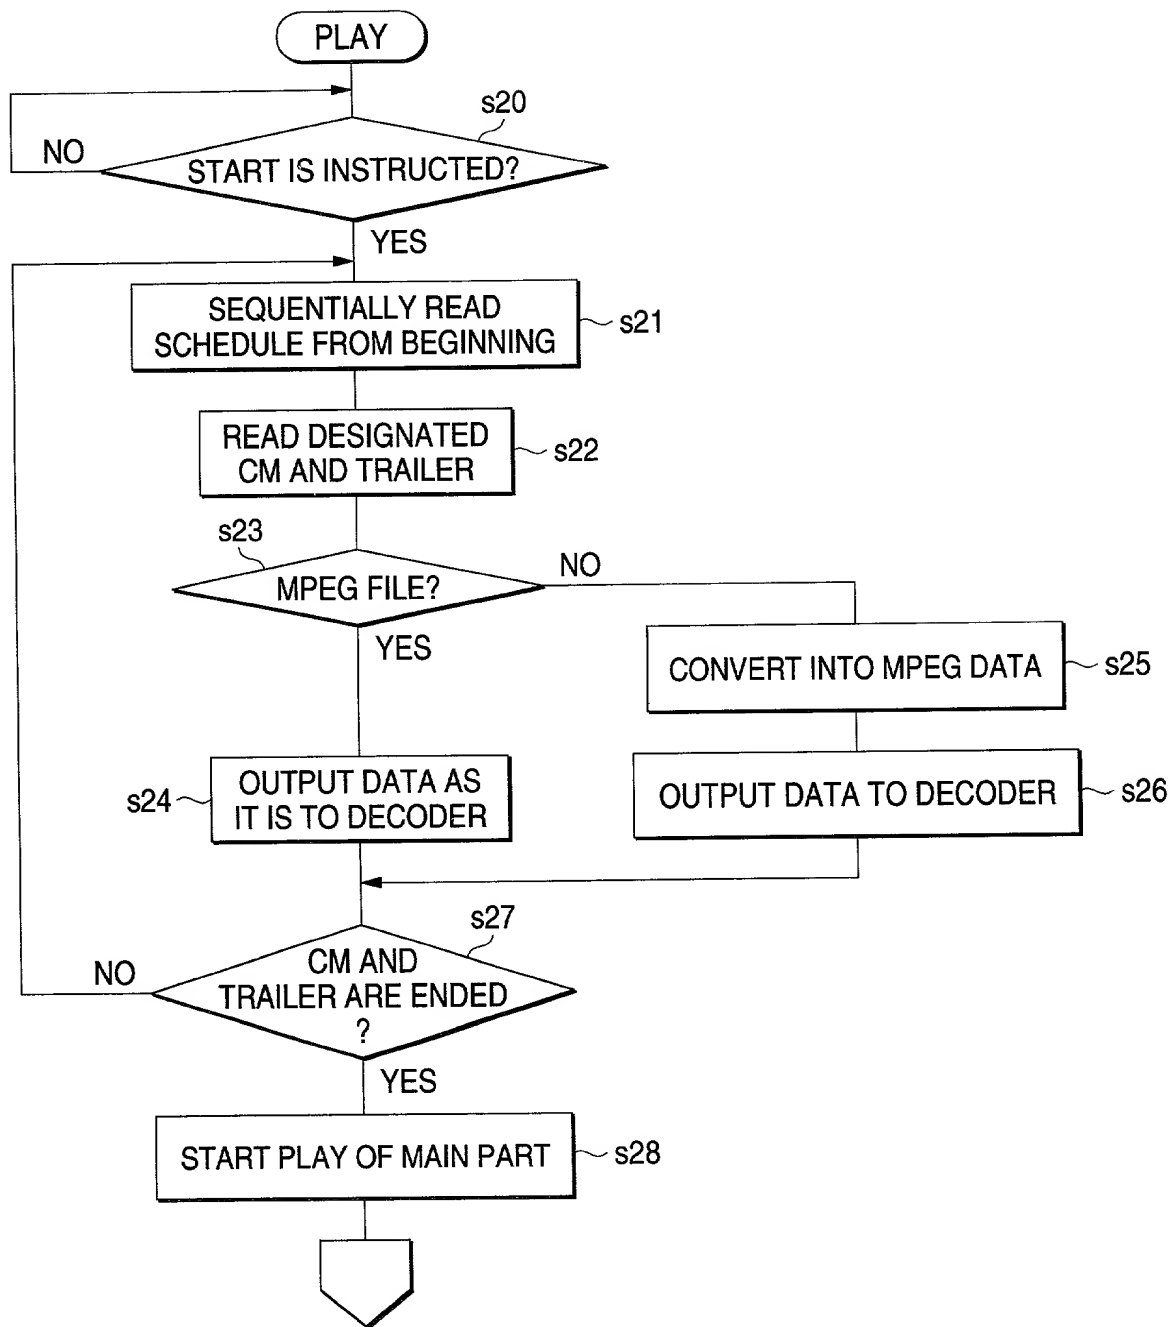 PLAY
s20
NO
START IS INSTRUCTED?
YES
SEQUENTIALLY READ
SCHEDULE FROM BEGINNING
s21
READ DESIGNATED
CM AND TRAILER
s22
s23
MPEG FILE?
NO
YES
CONVERT INTO MPEG DATA
s25
s24
OUTPUT DATA AS
IT IS TO DECODER
OUTPUT DATA TO DECODER
s26
s27
NO
CM AND
TRAILER ARE ENDED
?
YES
START PLAY OF MAIN PART
s28